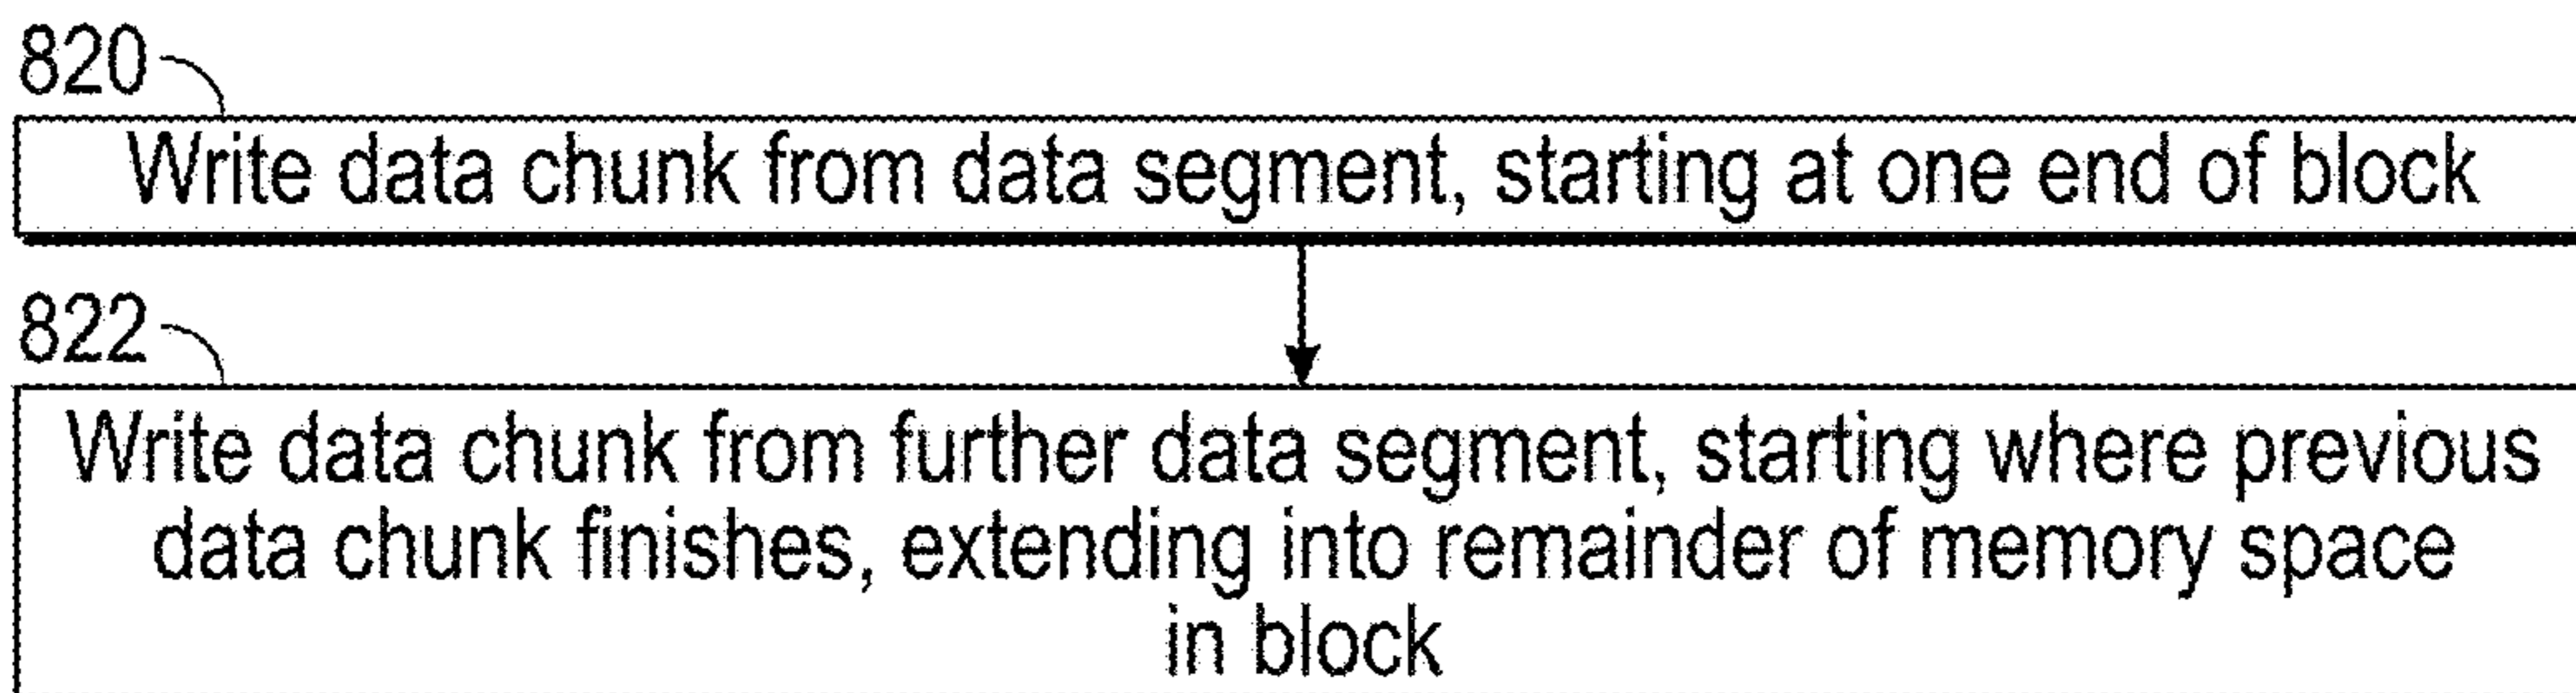 820
Write data chunk from data segment, starting at one end of block
822
Write data chunk from further data segment, starting where previous
data chunk finishes, extending into remainder of memory space
in block